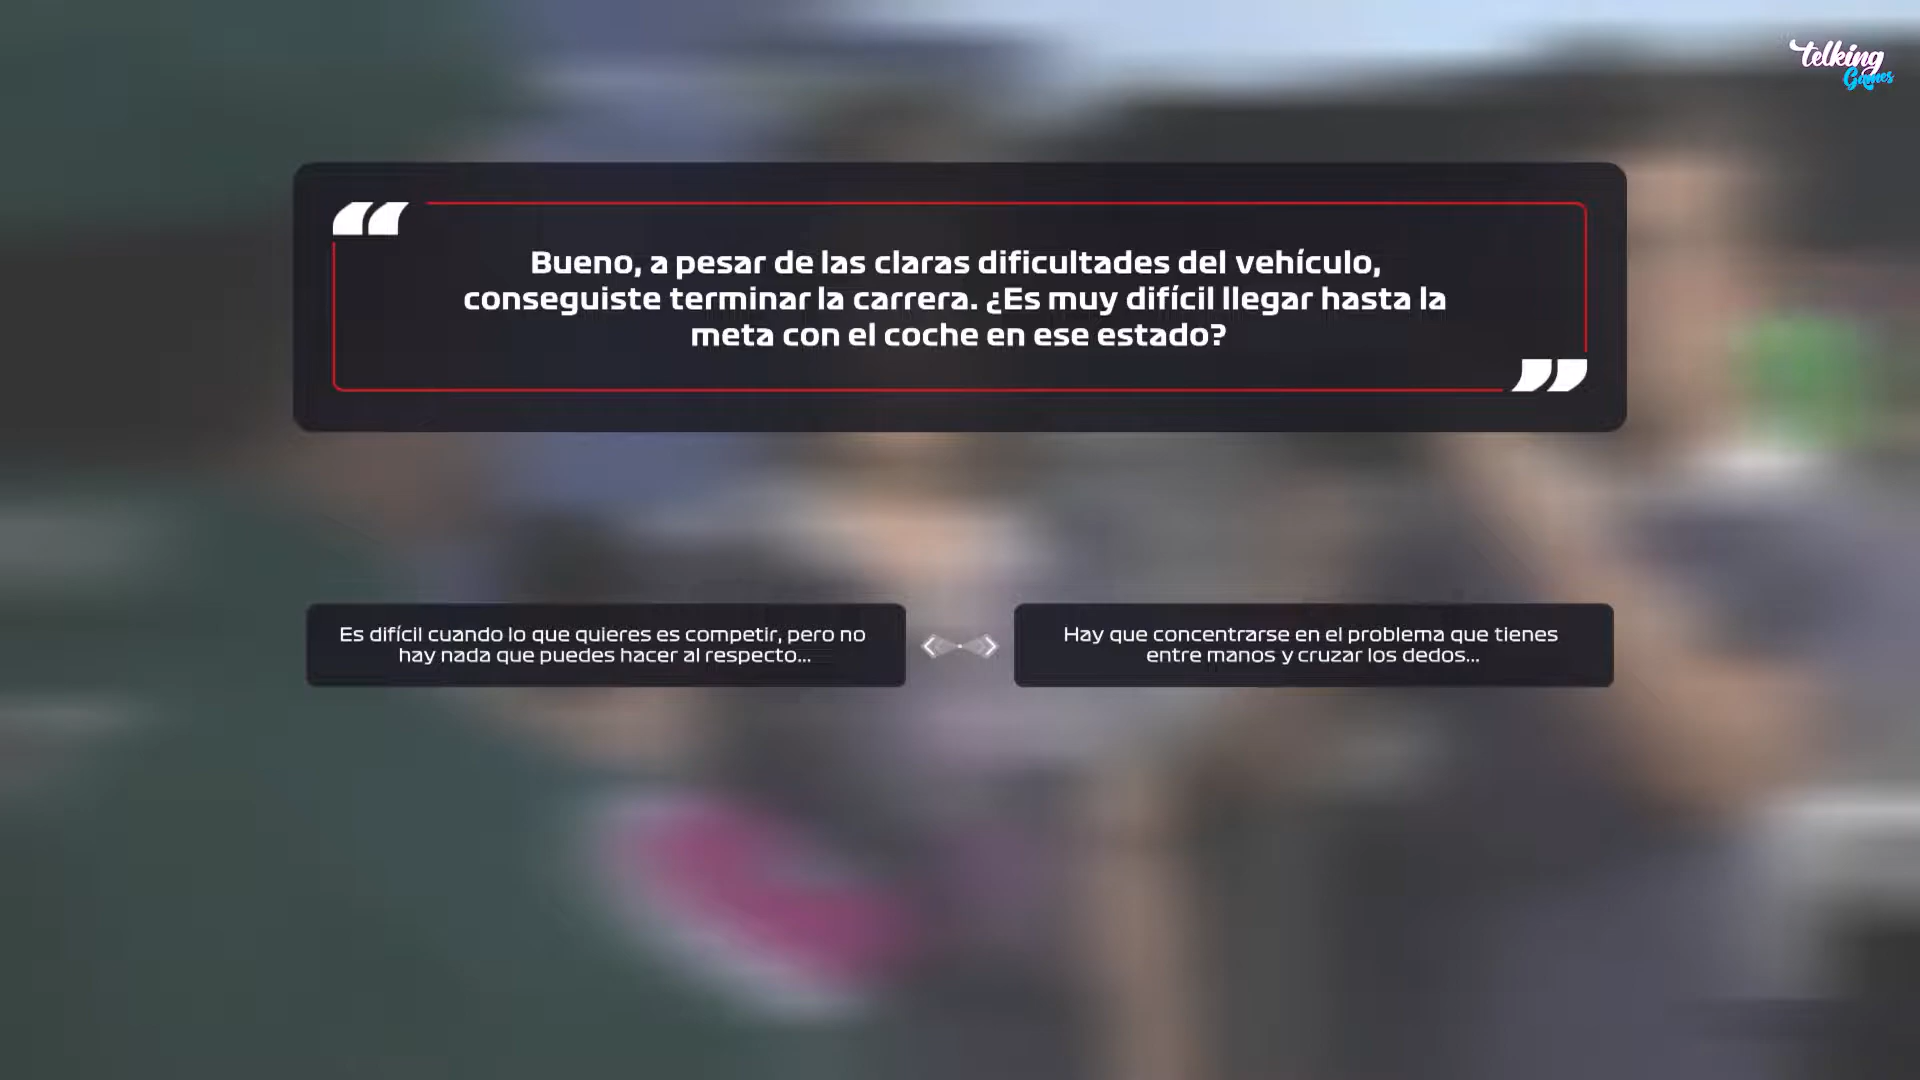 telking
Games
Bueno, a pesar de las claras dificultades del vehículo,
conseguiste terminar la carrera. ¿Es muy difícil llegar hasta la
meta con el coche en ese estado?
Es difícil cuando lo que quieres es competir, pero no
hay nada que puedes hacer al respecto...
Hay que concentrarse en el problema que tienes
entre manos y cruzar los dedos...